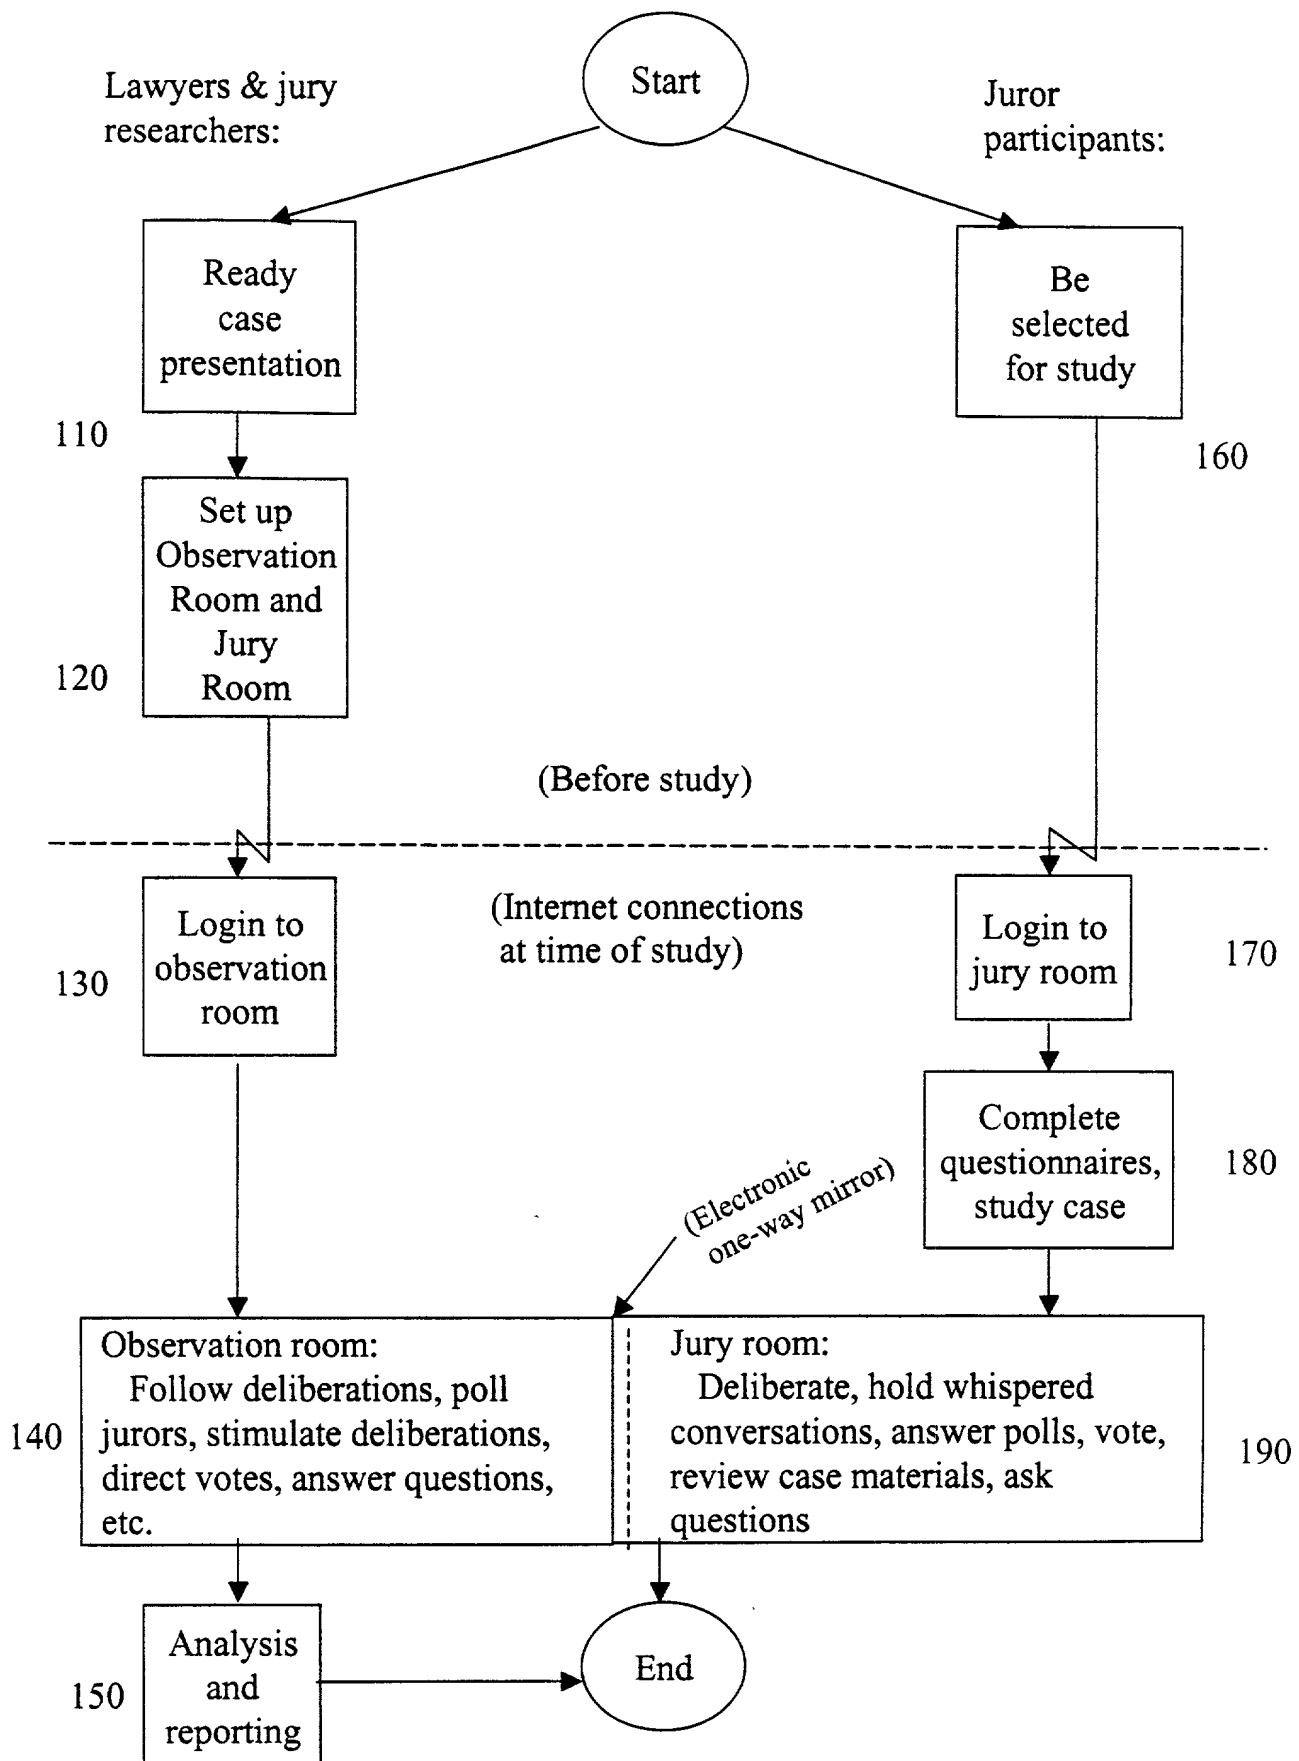 Start
Lawyers & jury
researchers:
Juror
participants:
Ready
case
presentation
110
Be
selected
for study
160
Set up
Observation
Room and
Jury
Room
120
(Before study)
(Internet connections
at time of study)
Login to
observation
room
130
Login to
jury room
170
Complete
questionnaires,
study case
180
(Electronic
one-way mirror)
Observation room:
Follow deliberations, poll
jurors, stimulate deliberations,
direct votes, answer questions,
etc.
140
Jury room:
Deliberate, hold whispered
conversations, answer polls, vote,
review case materials, ask
questions
190
Analysis
and
reporting
150
End